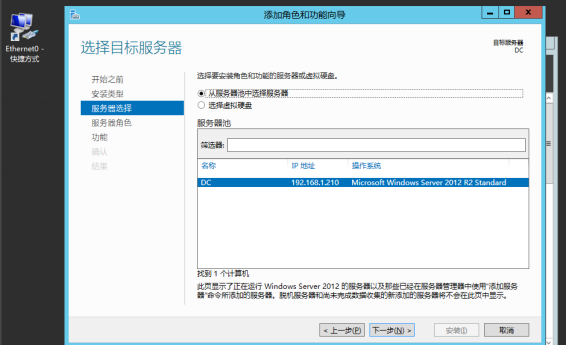 添加角色和功能向导
Ethernet0 -
快捷方式
选择目标服务器
目标服务器
DC
开始之前
安装类型
服务器选择
服务器角色
功能
确认
结果
选择要安装角色和功能的服务器或虚拟硬盘。
从服务器池中选择服务器
选择虚拟硬盘
服务器池
筛选器:
名称 IP 地址 操作系统
DC 192.168.1.210 Microsoft Windows Server 2012 R2 Standard
找到 1 个计算机
此页显示了正在运行 Windows Server 2012 的服务器以及那些已经在服务器管理器中使用"添加服务
器"命令所添加的服务器。脱机服务器和尚未完成数据收集的新添加的服务器将不会在此页中显示。
< 上一步(P) 下一步(N) > 安装(I) 取消